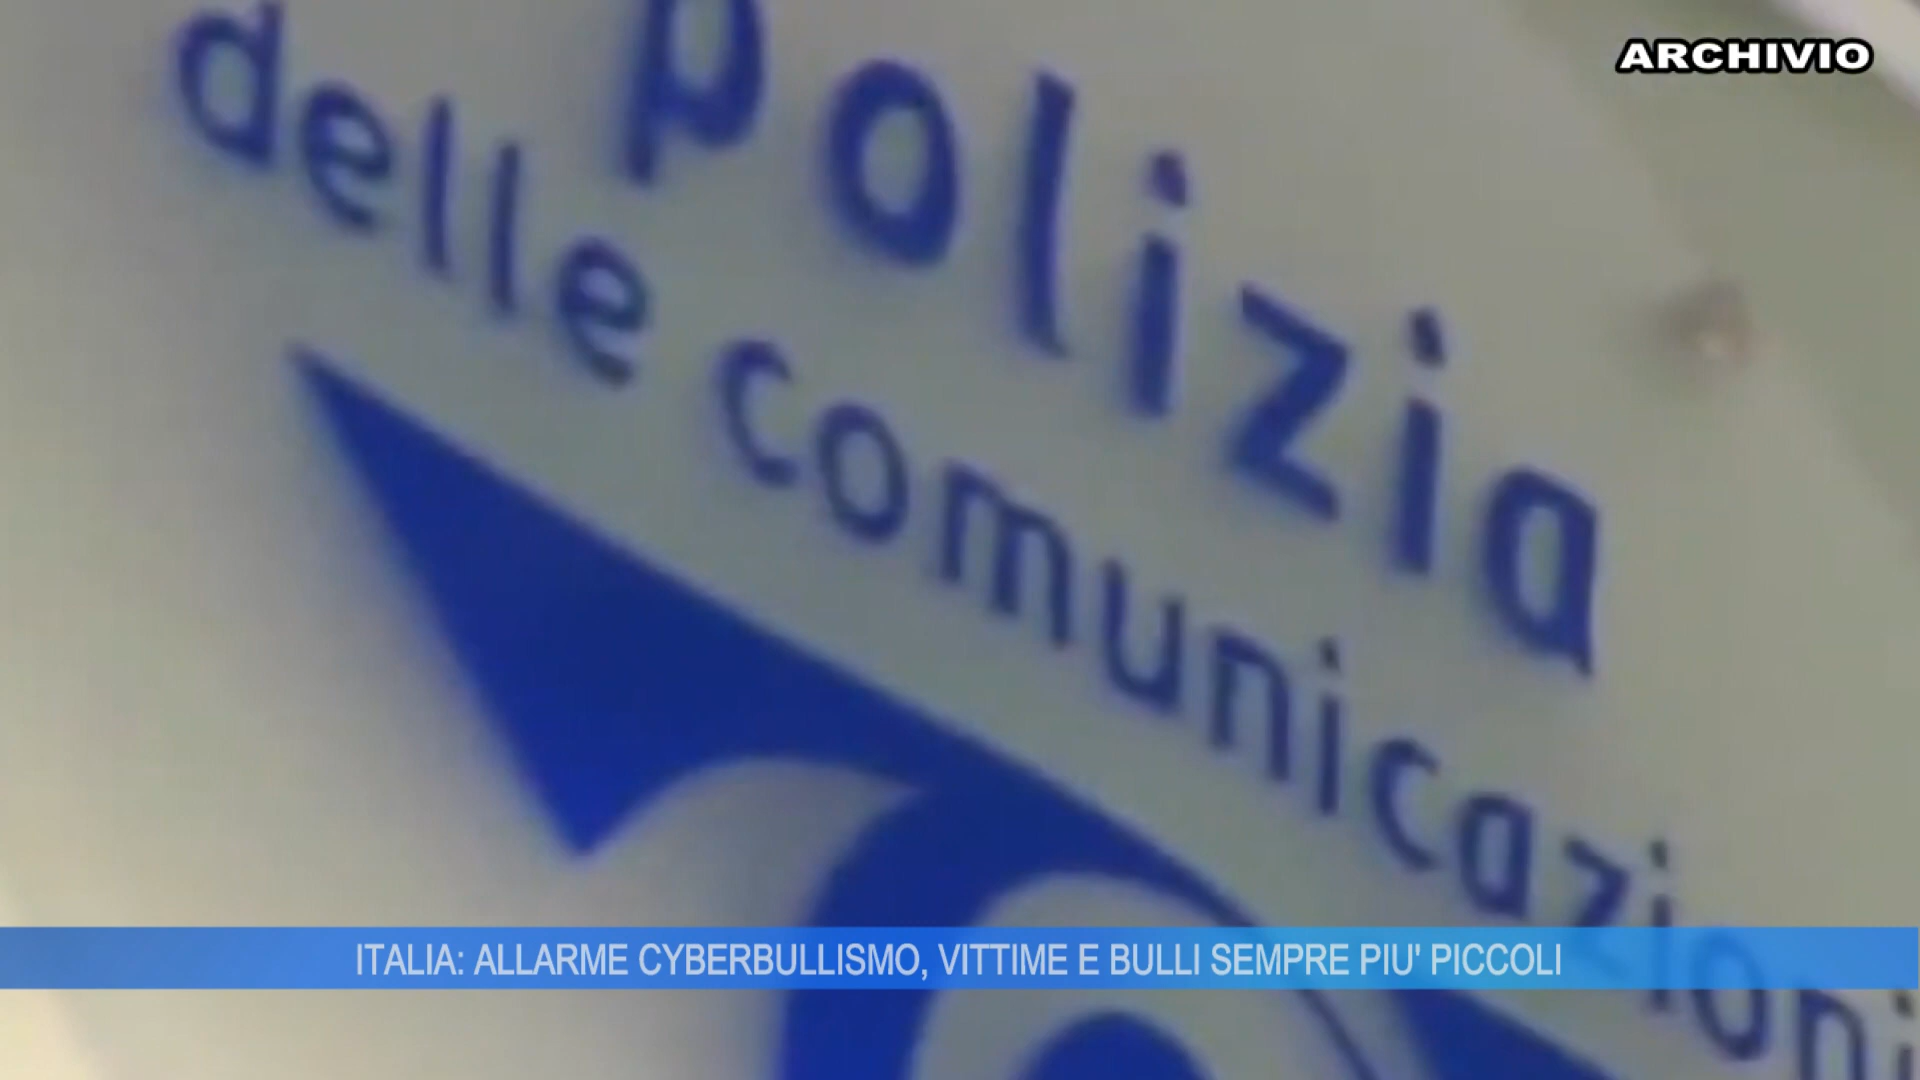 ARCHIVIO
polizia
delle comunicazioni
ITALIA: ALLARME CYBERBULLISMO, VITTIME E BULLI SEMPRE PIU' PICCOLI